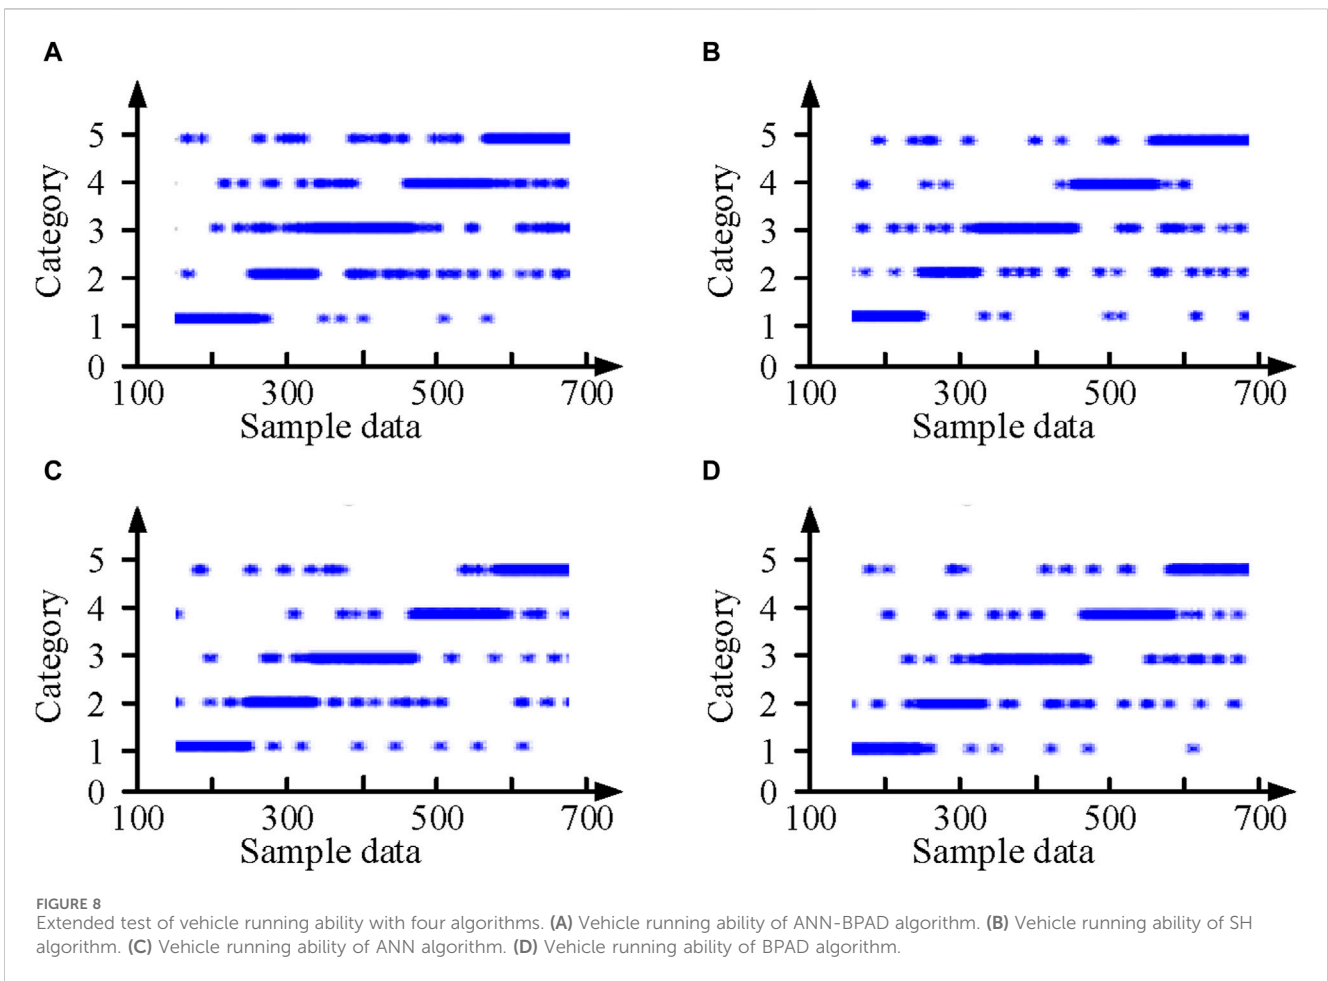 A
5
4
3
2
1
0
Category
100 300 500 700
Sample data
B
5
4
3
2
1
0
Category
100 300 500 700
Sample data
C
5
4
3
2
1
0
Category
100 300 500 700
Sample data
D
5
4
3
2
1
0
Category
100 300 500 700
Sample data
FIGURE 8
Extended test of vehicle running ability with four algorithms. (A) Vehicle running ability of ANN-BPAD algorithm. (B) Vehicle running ability of SH
algorithm. (C) Vehicle running ability of ANN algorithm. (D) Vehicle running ability of BPAD algorithm.